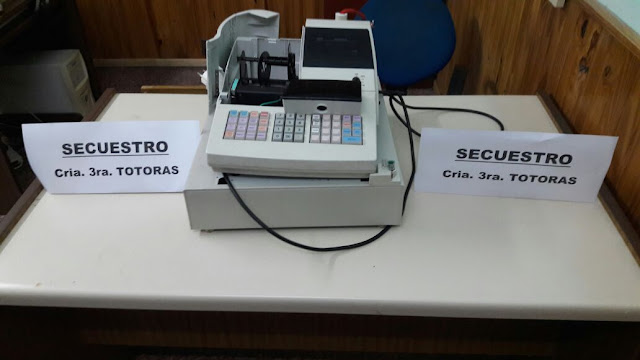 SECUESTRO
Cria. 3ra. TOTORAS
SECUESTRO
Cria. 3ra. TOTORAS